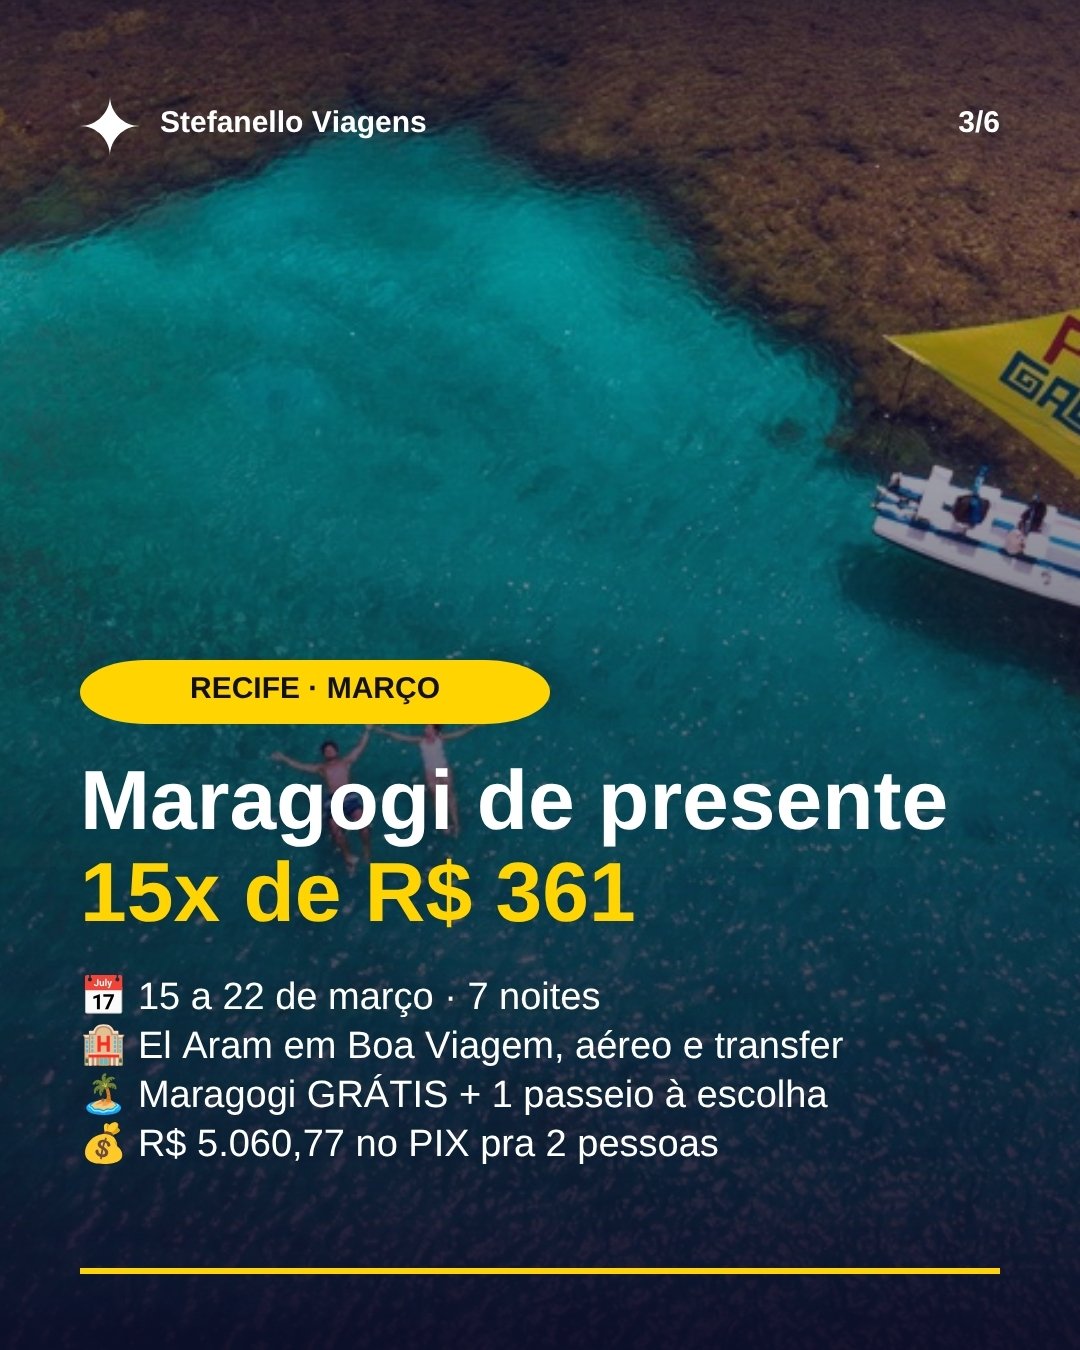 Stefanello Viagens
3/6
RECIFE · MARÇO
Maragogi de presente
15x de R$ 361
July
17
15 a 22 de março · 7 noites
H
El Aram em Boa Viagem, aéreo e transfer
Maragogi GRÁTIS + 1 passeio à escolha
R$ 5.060,77 no PIX pra 2 pessoas